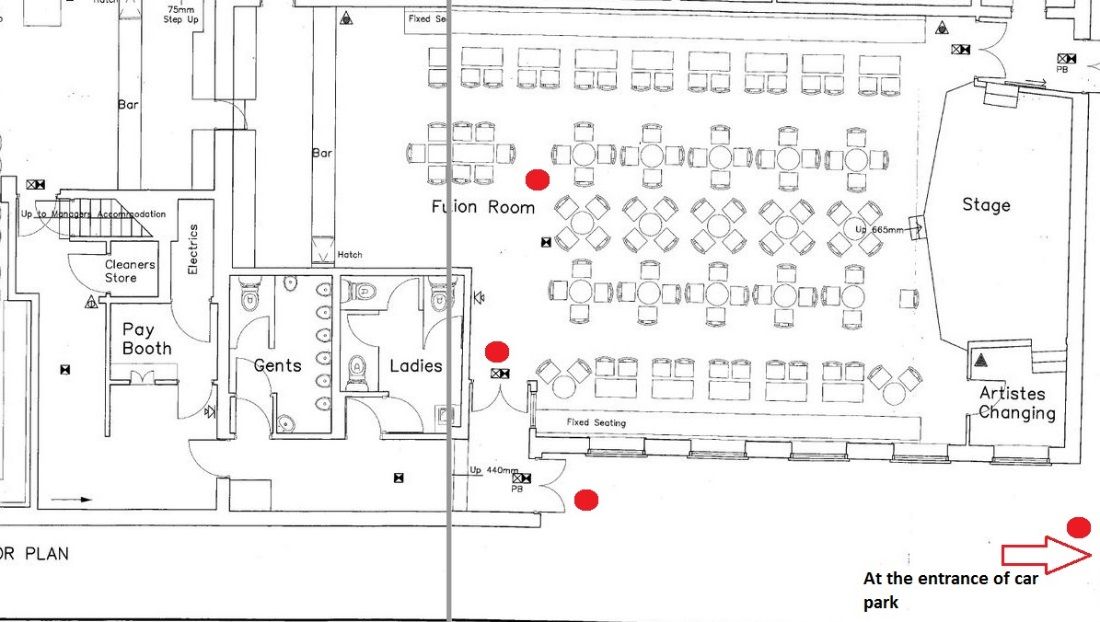 75mm
Step Up
Fixed Se
PB
Bar
Bar
Up to Managers Accommodation
Fusion Room
Stage
Up 665mm
Electrics
Hatch
Cleaners
Store
Pay
Booth
Gents
Ladies
Artistes
Changing
Fixed Seating
Up 440mm
PB
OR PLAN
At the entrance of car
park